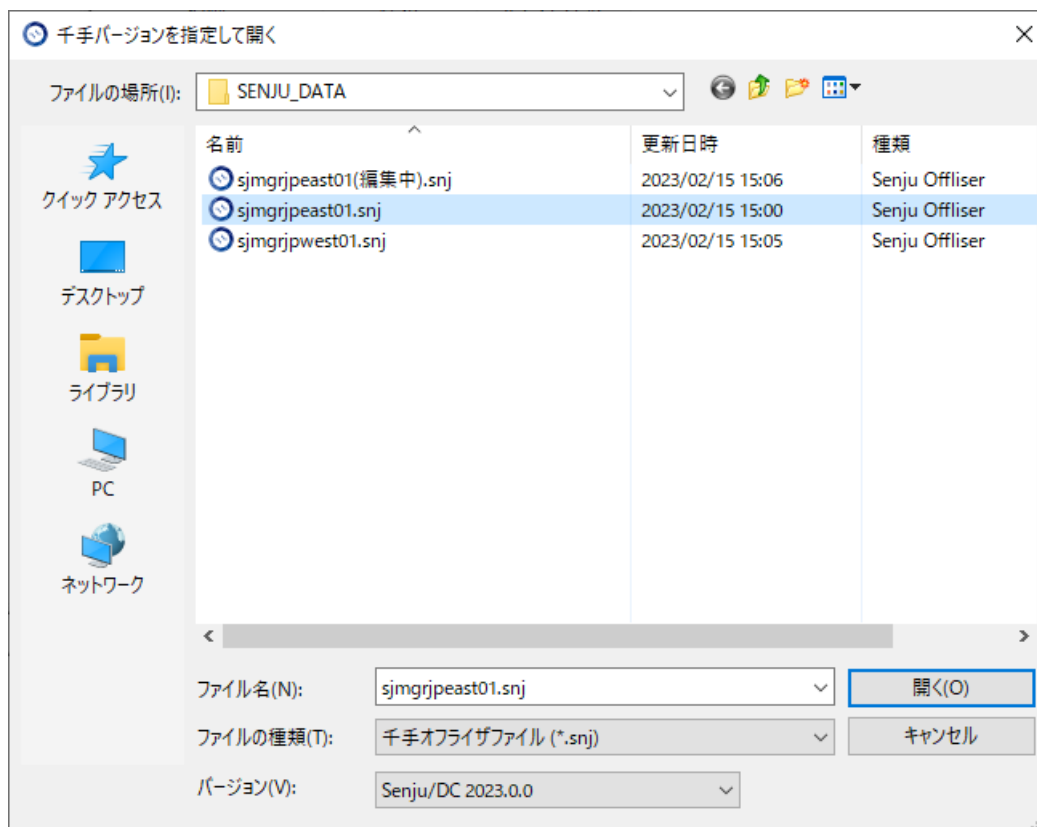 千手バージョンを指定して開く
ファイルの場所(I): SENJU_DATA
名前 更新日時 種類
sjmgrjpeast01(編集中).snj 2023/02/15 15:06 Senju Offliser
sjmgrjpeast01.snj 2023/02/15 15:00 Senju Offliser
sjmgrjpwest01.snj 2023/02/15 15:05 Senju Offliser
クイック アクセス
デスクトップ
ライブラリ
PC
ネットワーク
ファイル名(N): sjmgrjpeast01.snj 開く(O)
ファイルの種類(T): 千手オフライザファイル (*.snj) キャンセル
バージョン(V): Senju/DC 2023.0.0